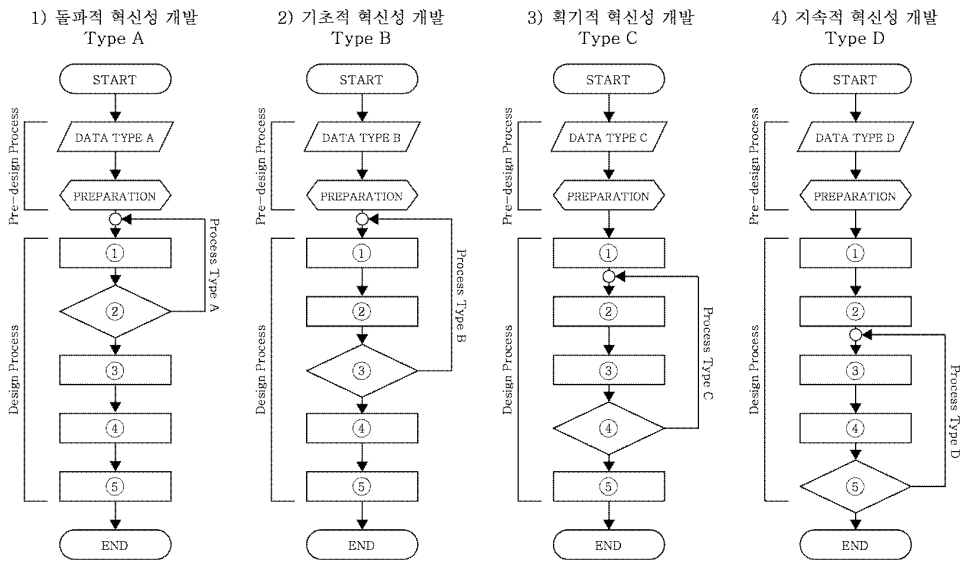 1) 돌파적 혁신성 개발
Type A
START
Pre-design Process
DATA TYPE A
PREPARATION
Process Type A
Design Process
①
②
③
④
⑤
END
2) 기초적 혁신성 개발
Type B
START
Pre-design Process
DATA TYPE B
PREPARATION
Process Type B
Design Process
①
②
③
④
⑤
END
3) 획기적 혁신성 개발
Type C
START
Pre-design Process
DATA TYPE C
PREPARATION
Process Type C
Design Process
①
②
③
④
⑤
END
4) 지속적 혁신성 개발
Type D
START
Pre-design Process
DATA TYPE D
PREPARATION
Process Type D
Design Process
①
②
③
④
⑤
END